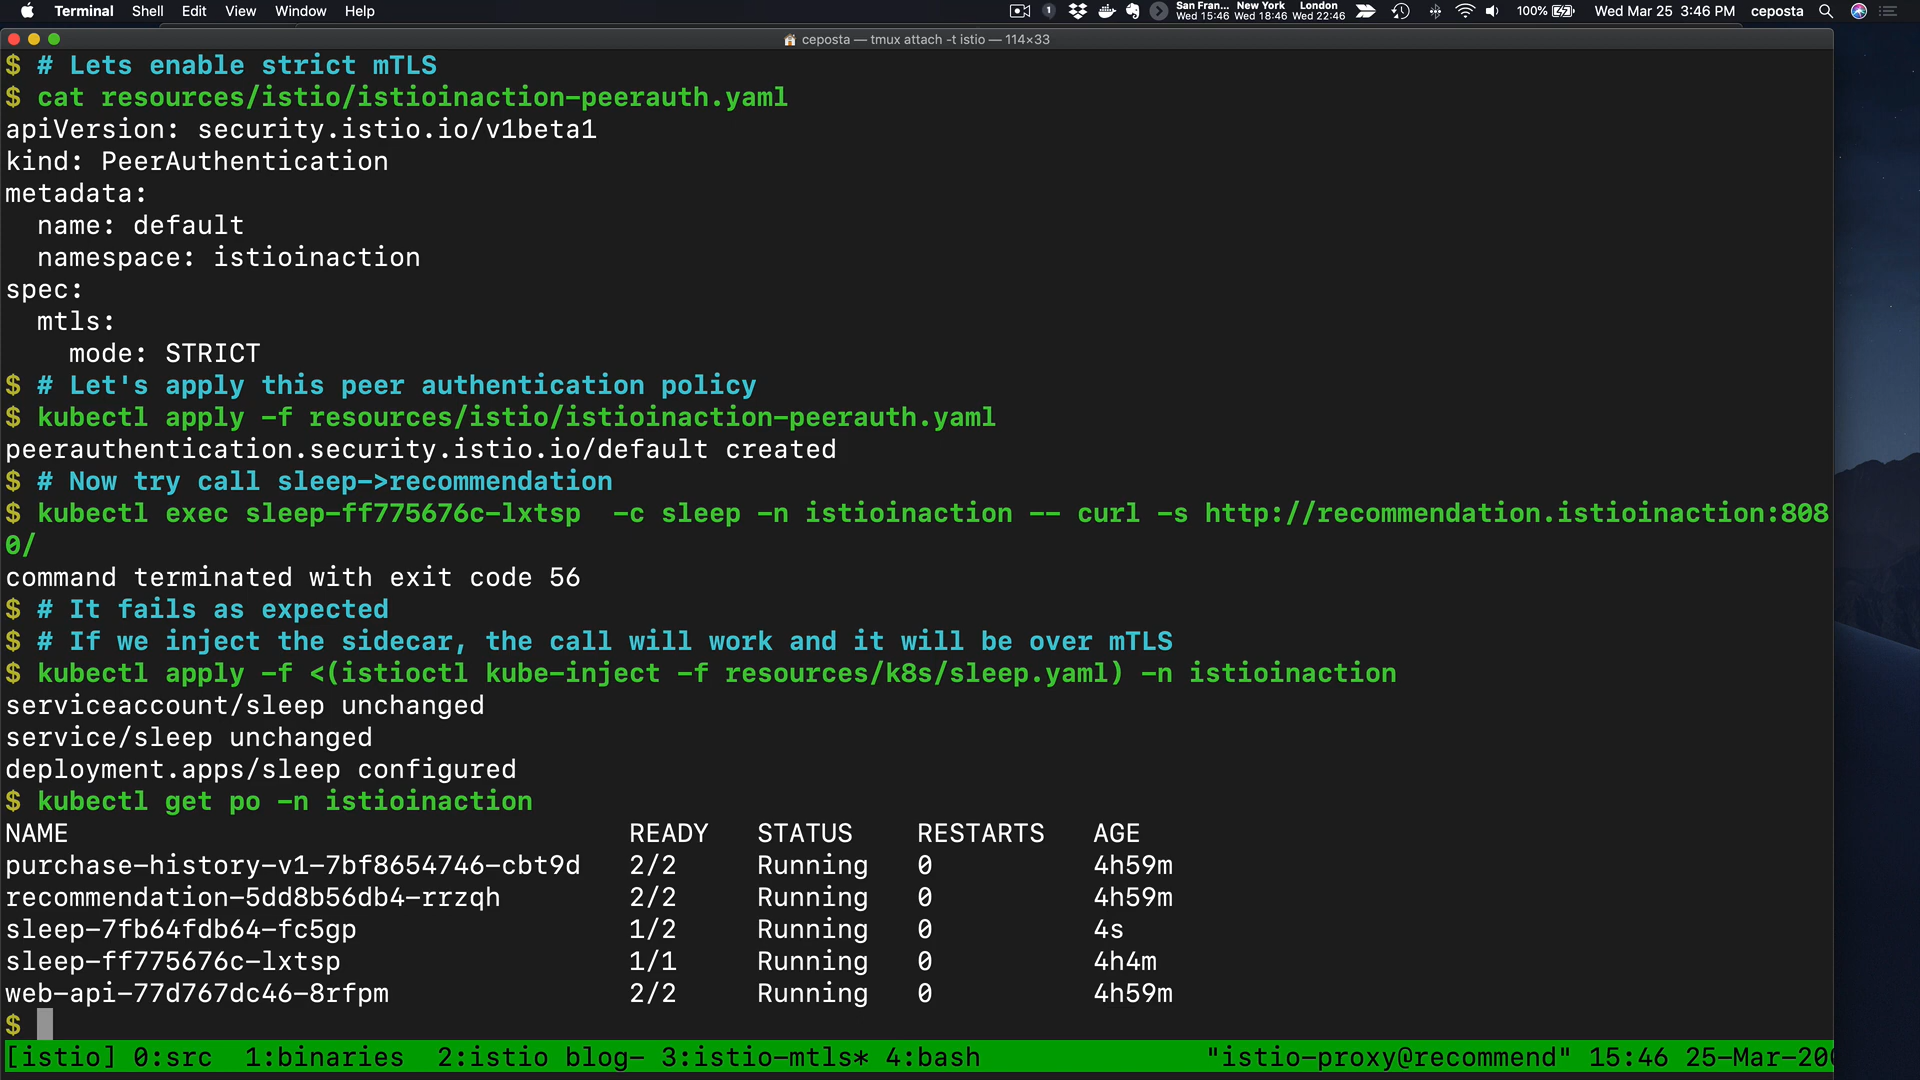 Terminal Shell Edit View Window Help 1 San Fran... Wed 15:46 New York Wed 18:46 London Wed 22:46 100% Wed Mar 25 3:46 PM ceposta
ceposta — tmux attach -t istio — 114×33
$ # Lets enable strict mTLS
$ cat resources/istio/istioinaction-peerauth.yaml
apiVersion: security.istio.io/v1beta1
kind: PeerAuthentication
metadata:
  name: default
  namespace: istioinaction
spec:
  mtls:
    mode: STRICT
$ # Let's apply this peer authentication policy
$ kubectl apply -f resources/istio/istioinaction-peerauth.yaml
peerauthentication.security.istio.io/default created
$ # Now try call sleep->recommendation
$ kubectl exec sleep-ff775676c-lxtsp  -c sleep -n istioinaction -- curl -s http://recommendation.istioinaction:808
0/
command terminated with exit code 56
$ # It fails as expected
$ # If we inject the sidecar, the call will work and it will be over mTLS
$ kubectl apply -f <(istioctl kube-inject -f resources/k8s/sleep.yaml) -n istioinaction
serviceaccount/sleep unchanged
service/sleep unchanged
deployment.apps/sleep configured
$ kubectl get po -n istioinaction
NAME                                   READY   STATUS    RESTARTS   AGE
purchase-history-v1-7bf8654746-cbt9d   2/2     Running   0          4h59m
recommendation-5dd8b56db4-rrzqh        2/2     Running   0          4h59m
sleep-7fb64fdb64-fc5gp                 1/2     Running   0          4s
sleep-ff775676c-lxtsp                  1/1     Running   0          4h4m
web-api-77d767dc46-8rfpm               2/2     Running   0          4h59m
$
[istio] 0:src  1:binaries  2:istio blog- 3:istio-mtls* 4:bash "istio-proxy@recommend" 15:46 25-Mar-20